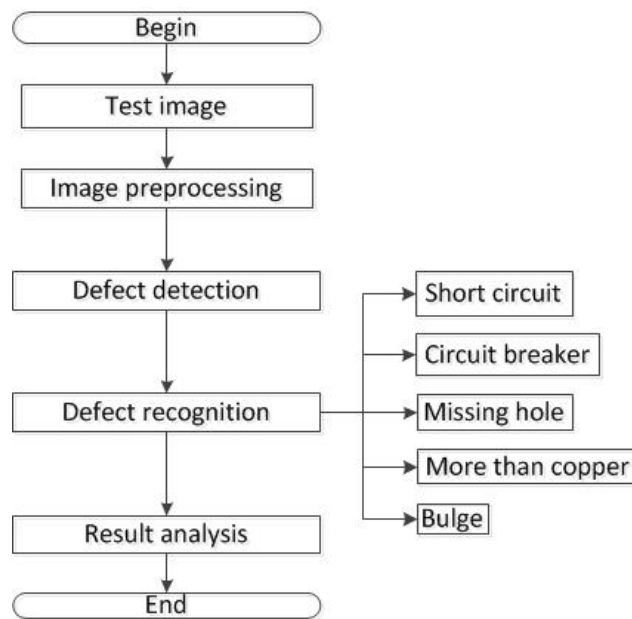 Begin
Test image
Image preprocessing
Defect detection
Defect recognition
Short circuit
Circuit breaker
Missing hole
More than copper
Bulge
Result analysis
End